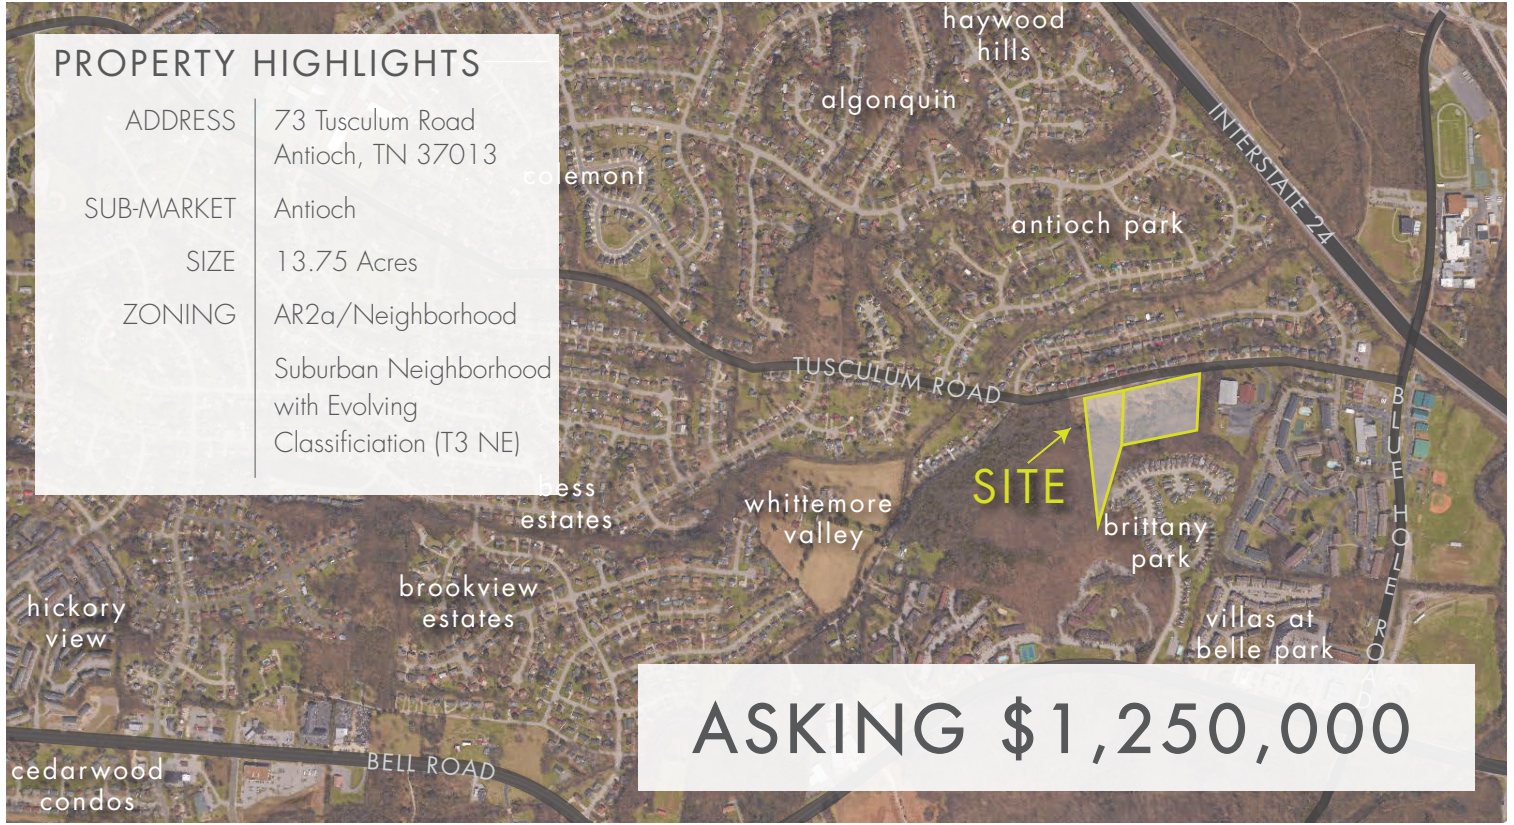 PROPERTY HIGHLIGHTS
ADDRESS
73 Tusculum Road
Antioch, TN 37013
SUB-MARKET
Antioch
SIZE
13.75 Acres
ZONING
AR2a/Neighborhood
Suburban Neighborhood
with Evolving
Classificiation (T3 NE)
haywood
hills
algonquin
colemont
antioch park
INTERSTATE 24
TUSCULUM ROAD
BLUE HOLE ROAD
SITE
bess
estates
whittemore
valley
brittany
park
brookview
estates
hickory
view
villas at
belle park
ASKING $1,250,000
BELL ROAD
cedarwood
condos